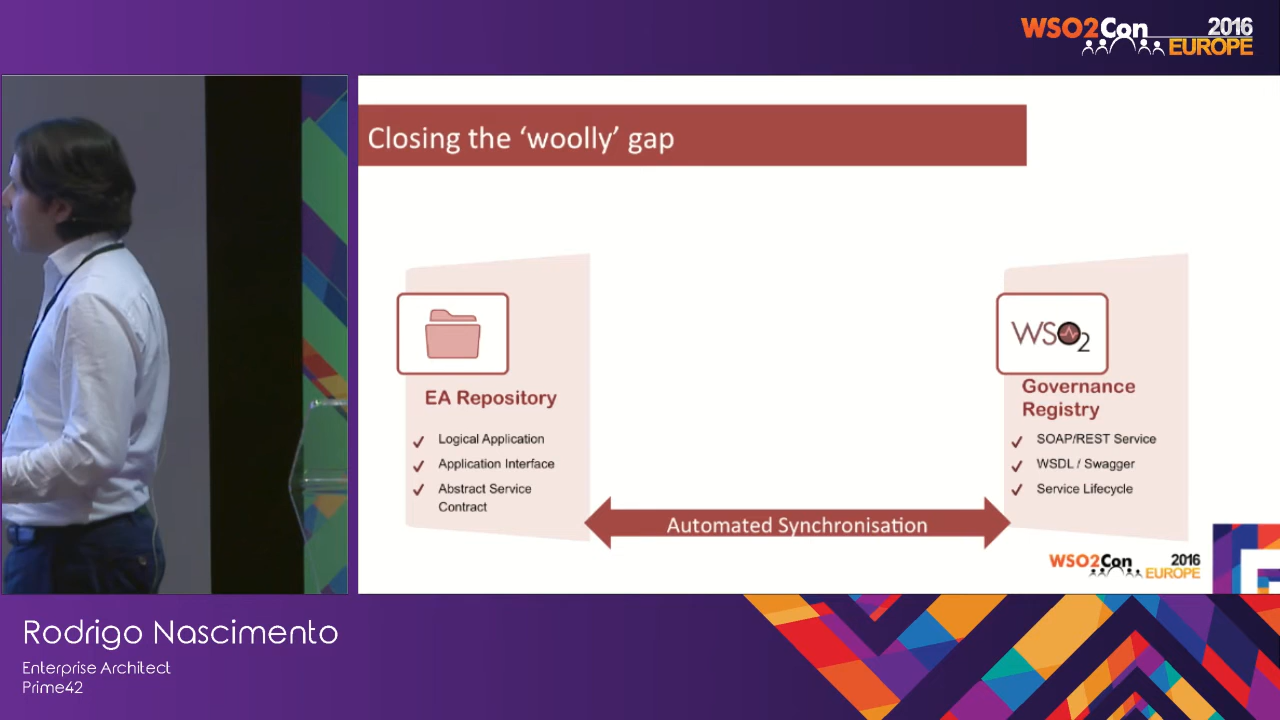 WSO2Con 2016
EUROPE
Closing the ‘woolly’ gap
EA Repository
✓ Logical Application
✓ Application Interface
✓ Abstract Service
Contract
WSO2
Governance
Registry
✓ SOAP/REST Service
✓ WSDL / Swagger
✓ Service Lifecycle
Automated Synchronisation
WSO2Con 2016
EUROPE
Rodrigo Nascimento
Enterprise Architect
Prime42